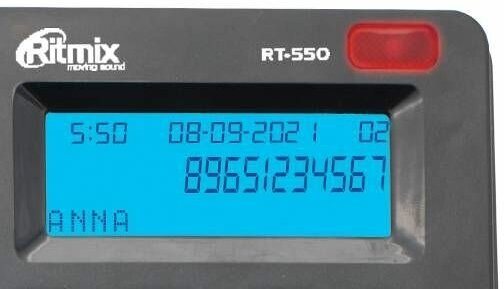 Ritmix
moving sound
RT-550
5:50 08-09-2021 02
89651234567
ANNA